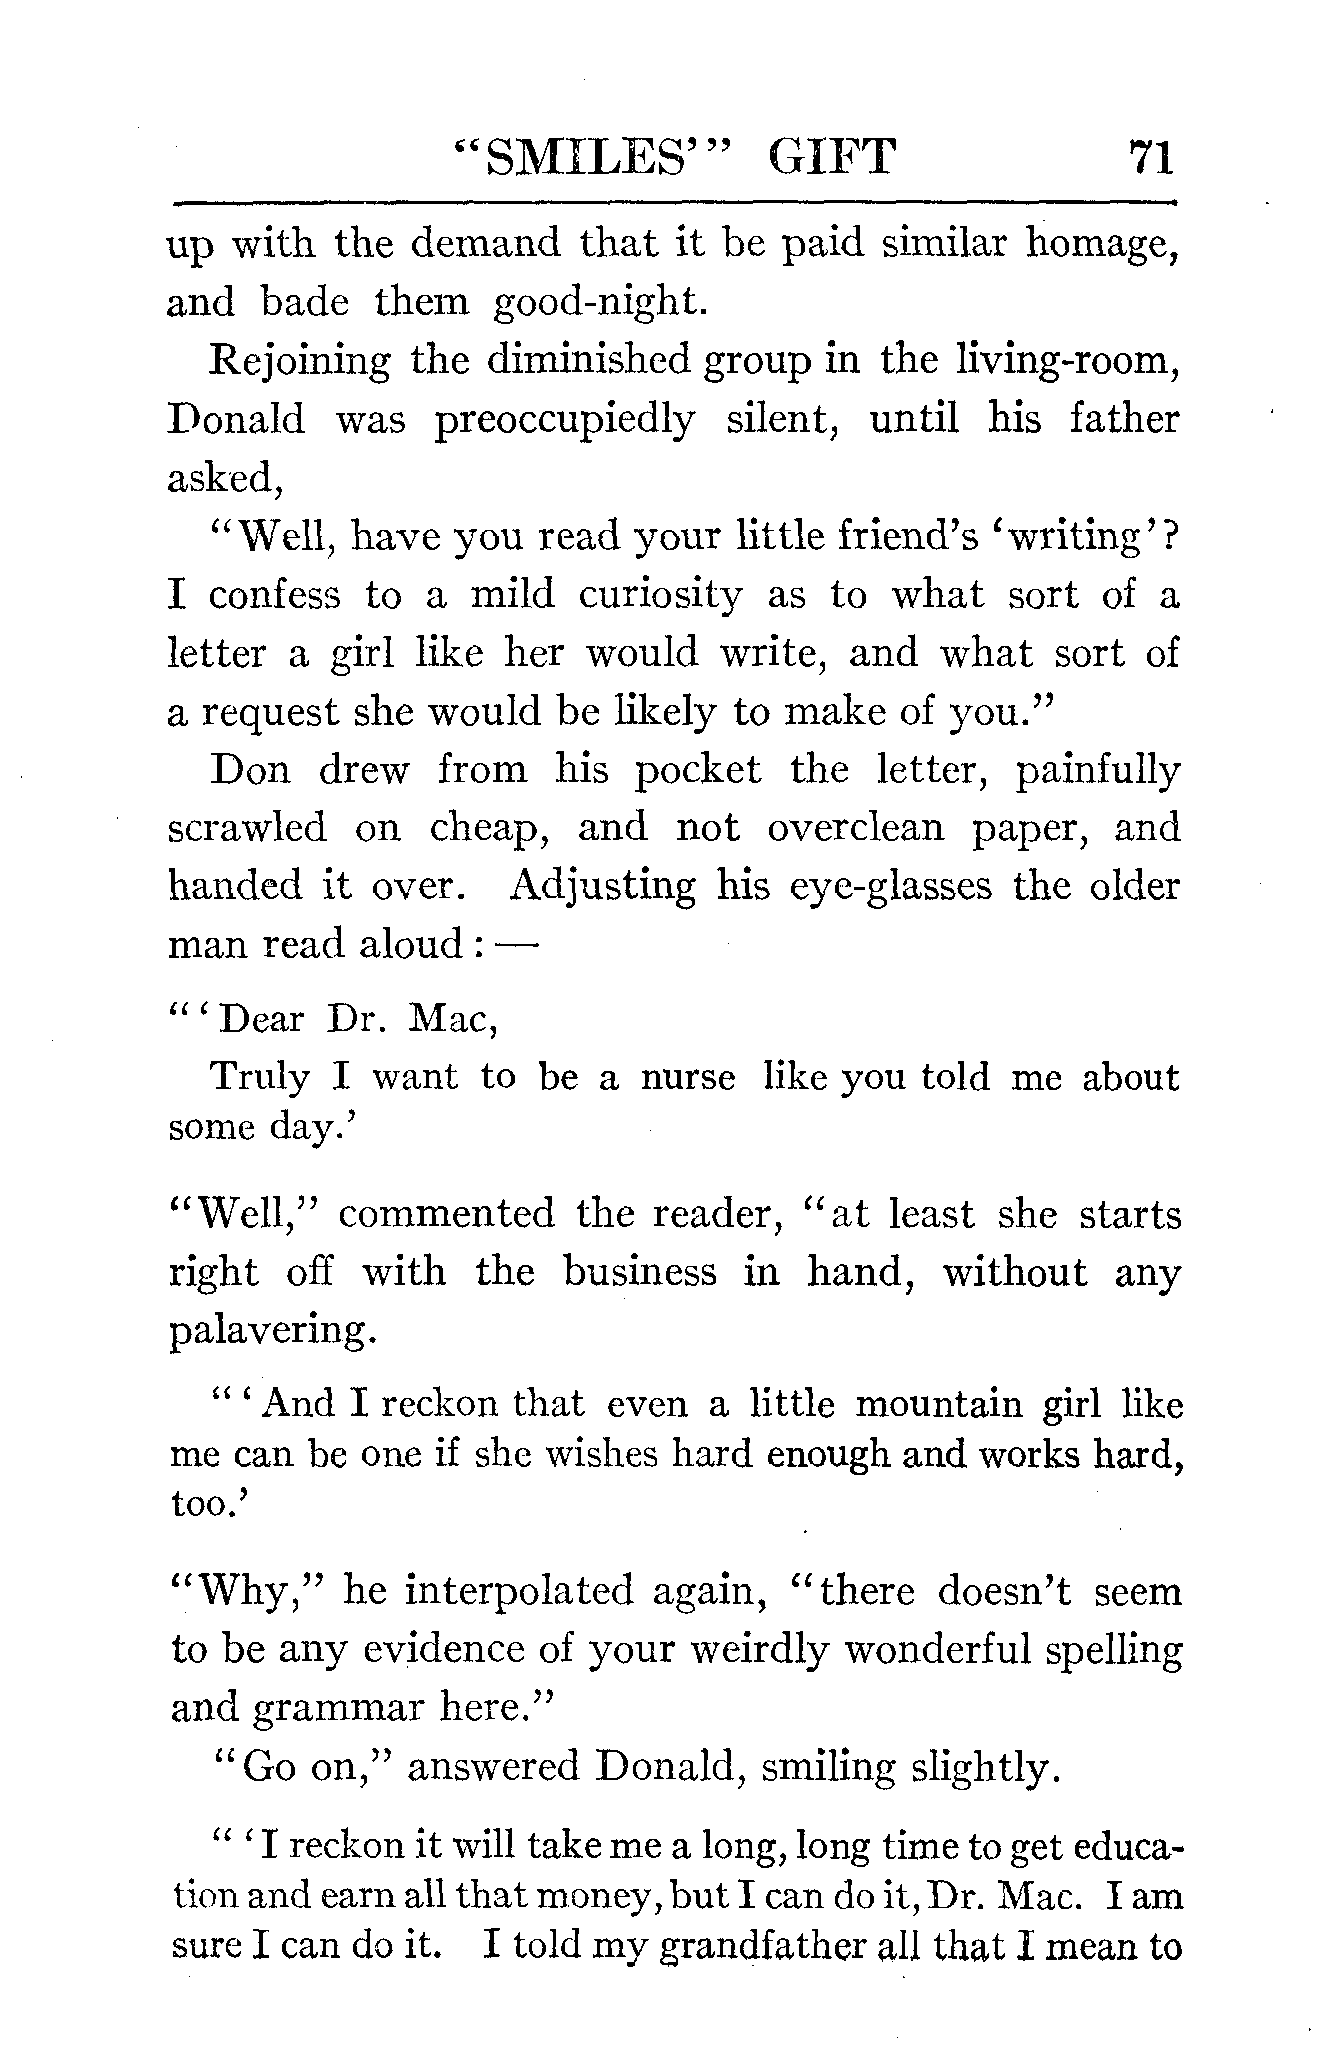 "SMILES'" GIFT 71
up with the demand that it be paid similar homage,
and bade them good-night.
Rejoining the diminished group in the living-room,
Donald was preoccupiedly silent, until his father
asked,
"Well, have you read your little friend's 'writing'?
I confess to a mild curiosity as to what sort of a
letter a girl like her would write, and what sort of
a request she would be likely to make of you."
Don drew from his pocket the letter, painfully
scrawled on cheap, and not overclean paper, and
handed it over. Adjusting his eye-glasses the older
man read aloud : —
"'Dear Dr. Mac,
Truly I want to be a nurse like you told me about
some day.'
"Well," commented the reader, "at least she starts
right off with the business in hand, without any
palavering.
"'And I reckon that even a little mountain girl like
me can be one if she wishes hard enough and works hard,
too.'
"Why," he interpolated again, "there doesn't seem
to be any evidence of your weirdly wonderful spelling
and grammar here."
"Go on," answered Donald, smiling slightly.
"'I reckon it will take me a long, long time to get educa-
tion and earn all that money, but I can do it, Dr. Mac. I am
sure I can do it. I told my grandfather all that I mean to